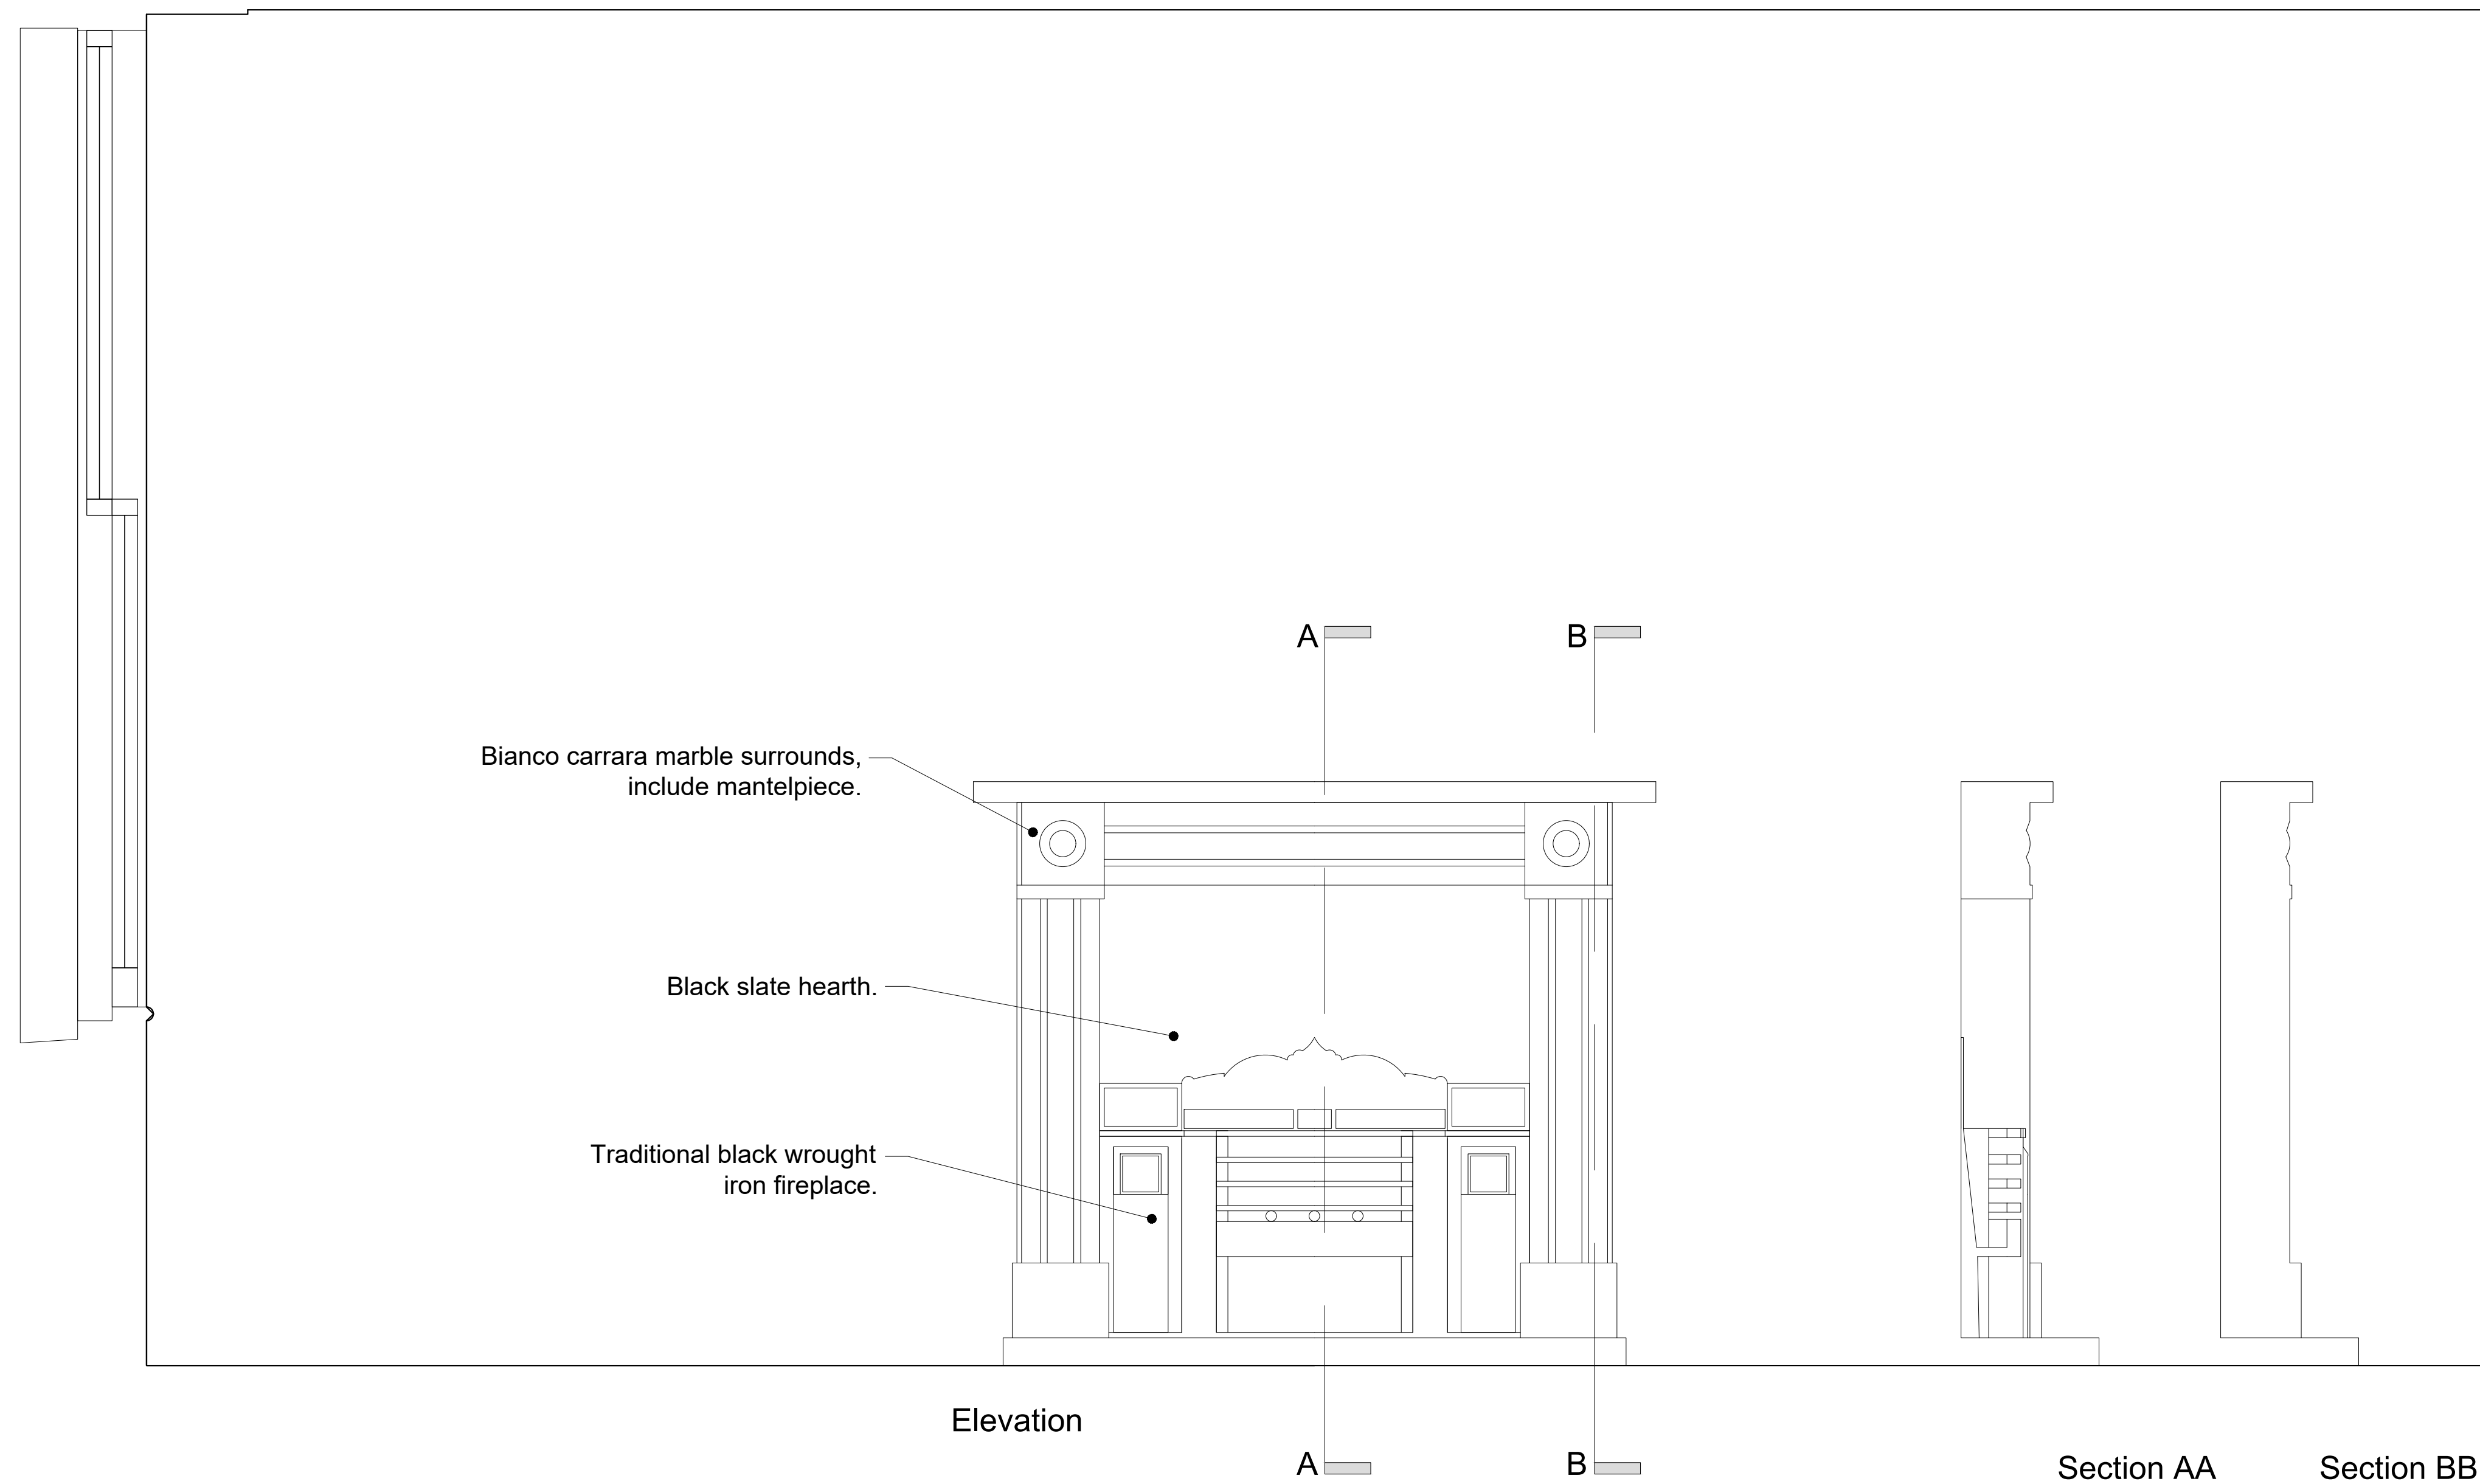 A
B
Bianco carrara marble surrounds,
include mantelpiece.
Black slate hearth.
Traditional black wrought
iron fireplace.
Elevation
A
B
Section AA
Section BB